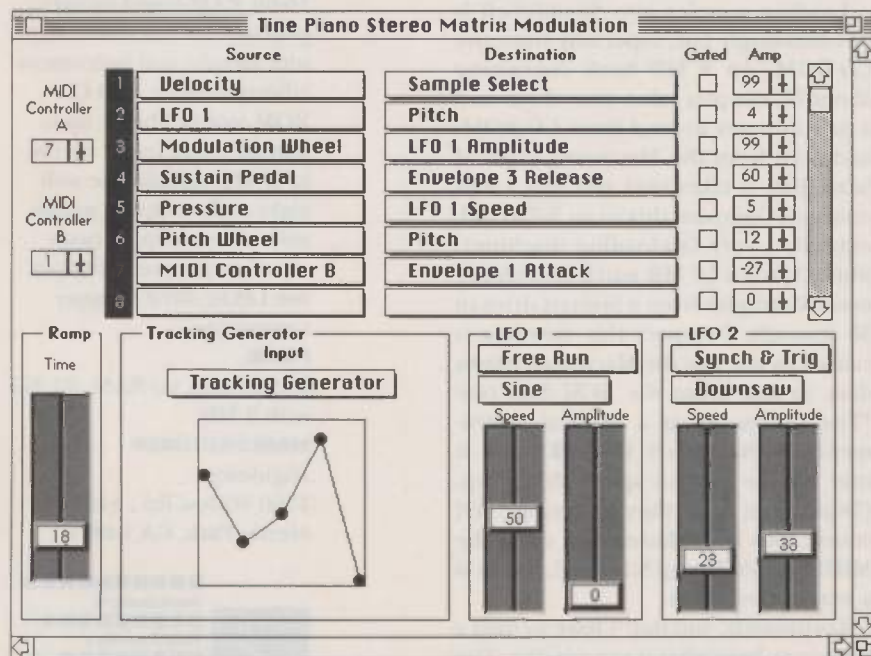 Tine Piano Stereo Matrix Modulation
Source Destination Gated Amp
MIDI Controller A
7
MIDI Controller B
1
1 Velocity Sample Select 99
2 LFO 1 Pitch 4
3 Modulation Wheel LFO 1 Amplitude 99
4 Sustain Pedal Envelope 3 Release 60
5 Pressure LFO 1 Speed 5
6 Pitch Wheel Pitch 12
7 MIDI Controller B Envelope 1 Attack -27
8 0
Ramp
Time
18
Tracking Generator
Input
Tracking Generator
LFO 1
Free Run
Sine
Speed Amplitude
50 0
LFO 2
Synch & Trig
Downsaw
Speed Amplitude
23 33